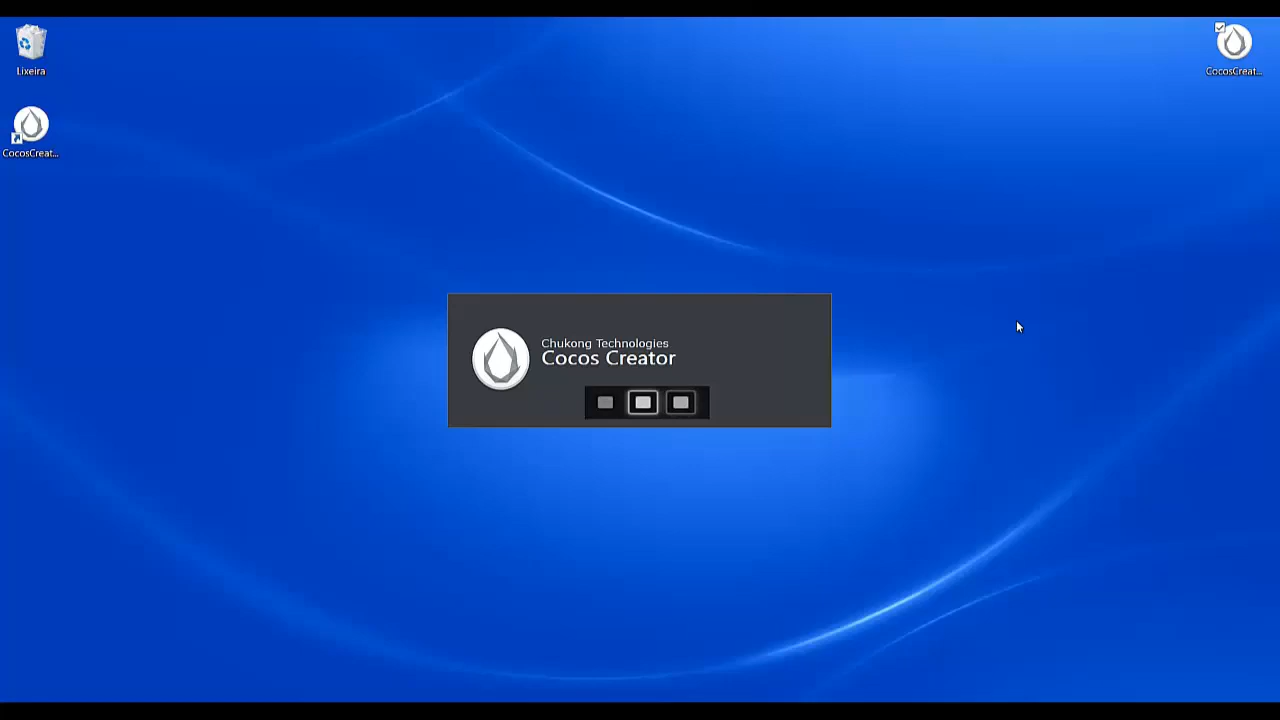 Lixeira
CocosCreat...
CocosCreat...
Chukong Technologies
Cocos Creator